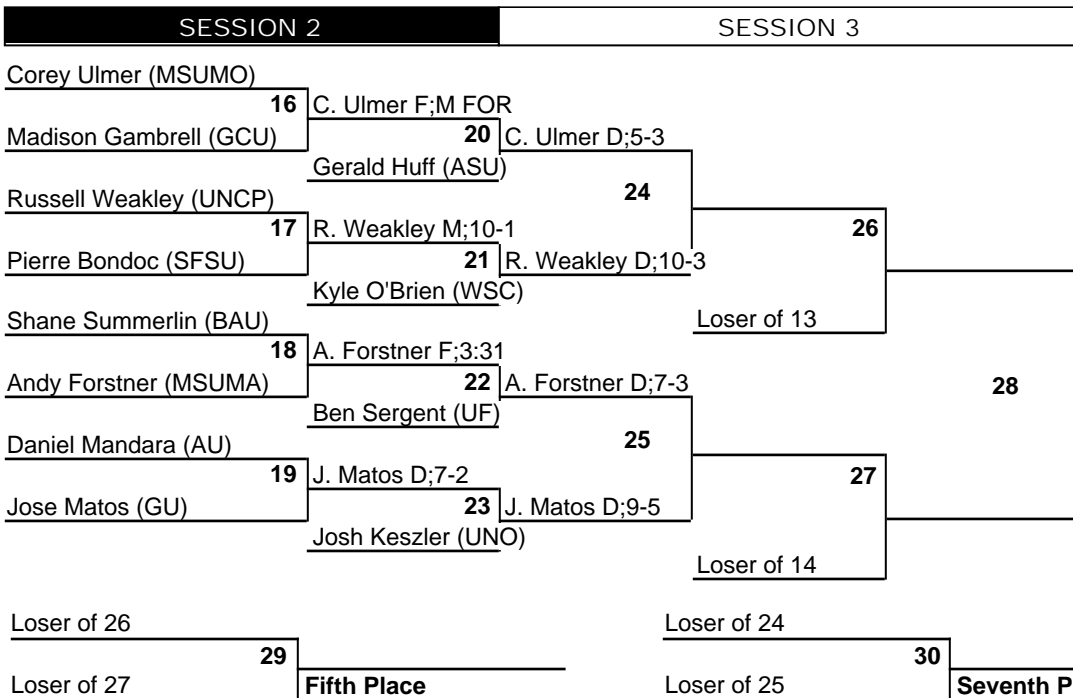 SESSION 2 SESSION 3
Corey Ulmer (MSUMO)
16 C. Ulmer F;M FOR
Madison Gambrell (GCU) 20 C. Ulmer D;5-3
Gerald Huff (ASU)
24
Russell Weakley (UNCP)
17 R. Weakley M;10-1 26
Pierre Bondoc (SFSU) 21 R. Weakley D;10-3
Kyle O'Brien (WSC)
Shane Summerlin (BAU) Loser of 13
18 A. Forstner F;3:31
Andy Forstner (MSUMA) 22 A. Forstner D;7-3 28
Ben Sergent (UF)
Daniel Mandara (AU) 25
19 J. Matos D;7-2 27
Jose Matos (GU) 23 J. Matos D;9-5
Josh Keszler (UNO)
Loser of 14
Loser of 26 Loser of 24
29 30
Loser of 27 Fifth Place Loser of 25 Seventh P